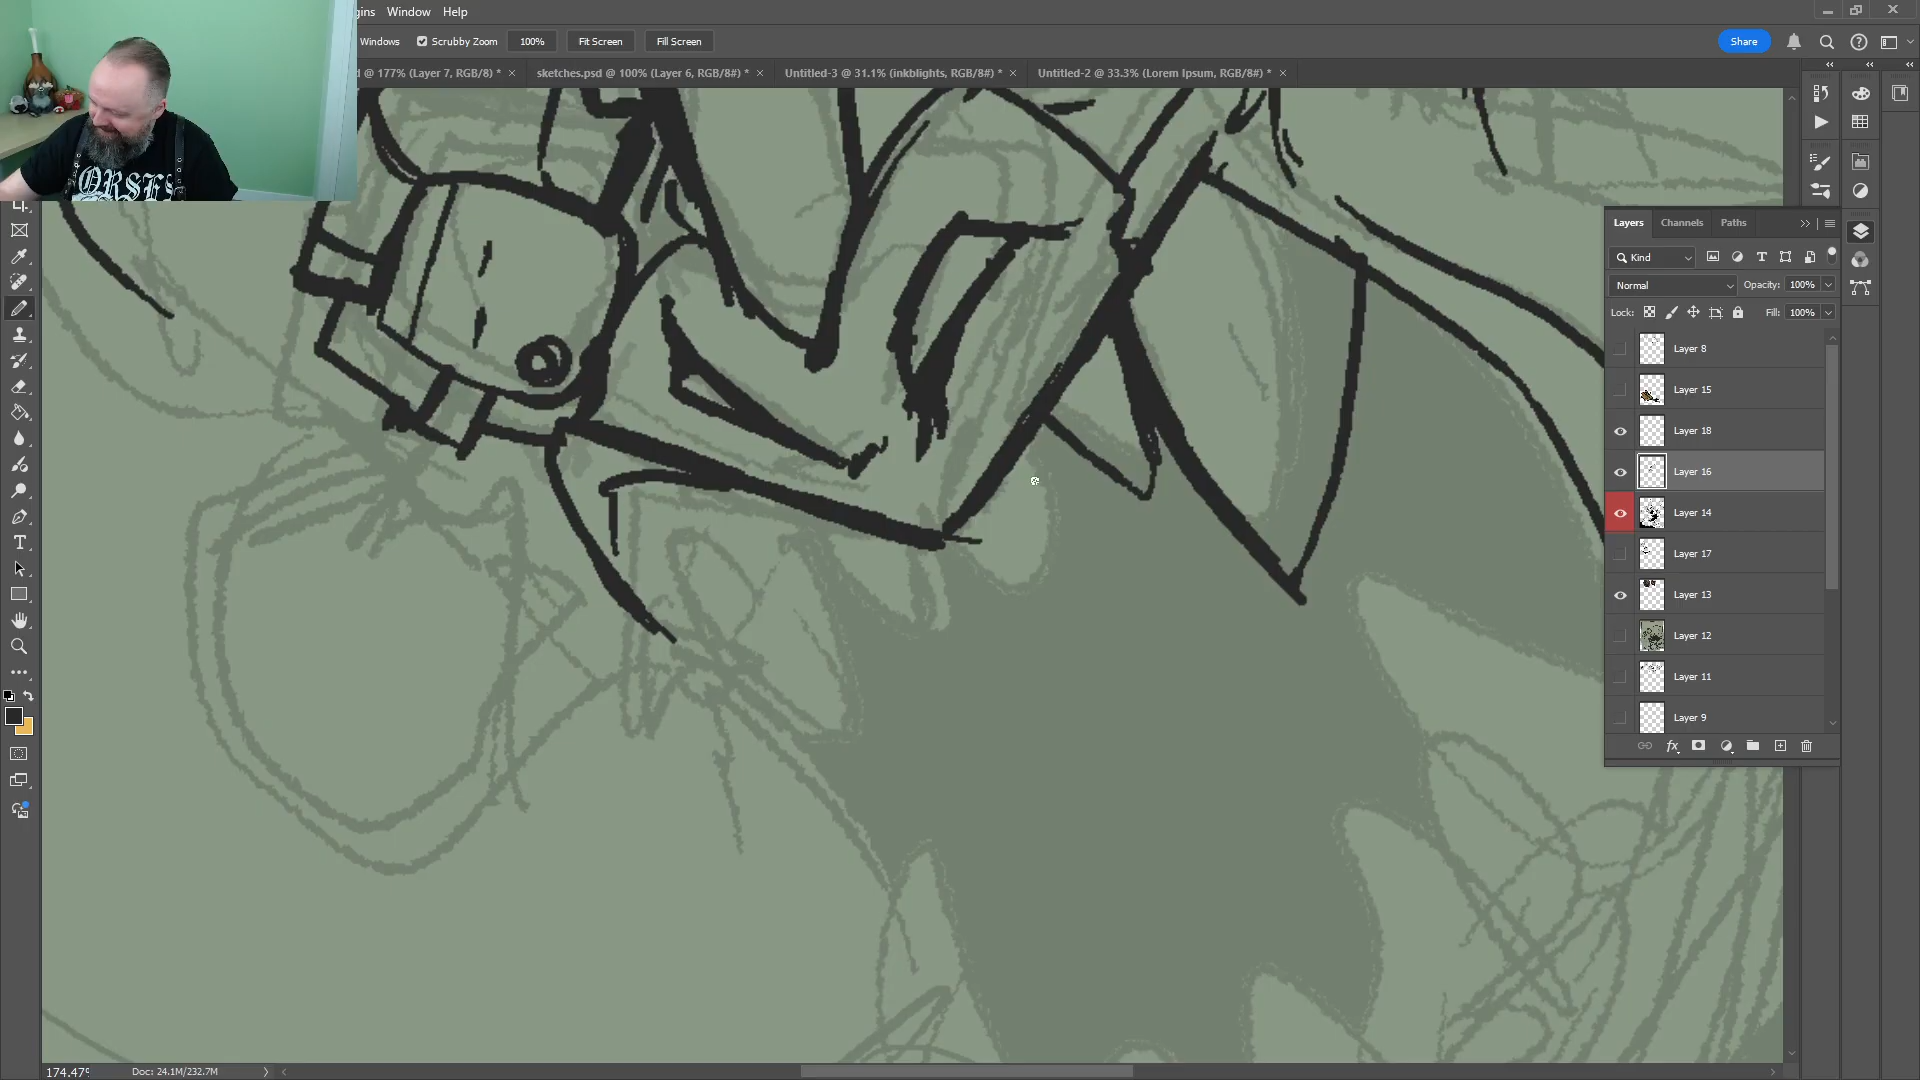 gins Window Help
Windows Scrubby Zoom 100% Fit Screen Fill Screen Share
d @ 177% (Layer 7, RGB/8) * sketches.psd @ 100% (Layer 6, RGB/8#) * Untitled-3 @ 31.1% (inkblights, RGB/8#) * Untitled-2 @ 33.3% (Lorem Ipsum, RGB/8#) *
Layers Channels Paths
Kind
Normal Opacity: 100%
Lock: Fill: 100%
Layer 8
Layer 15
Layer 18
Layer 16
Layer 14
Layer 17
Layer 13
Layer 12
Layer 11
Layer 9
174.47% Doc: 24.1M/232.7M